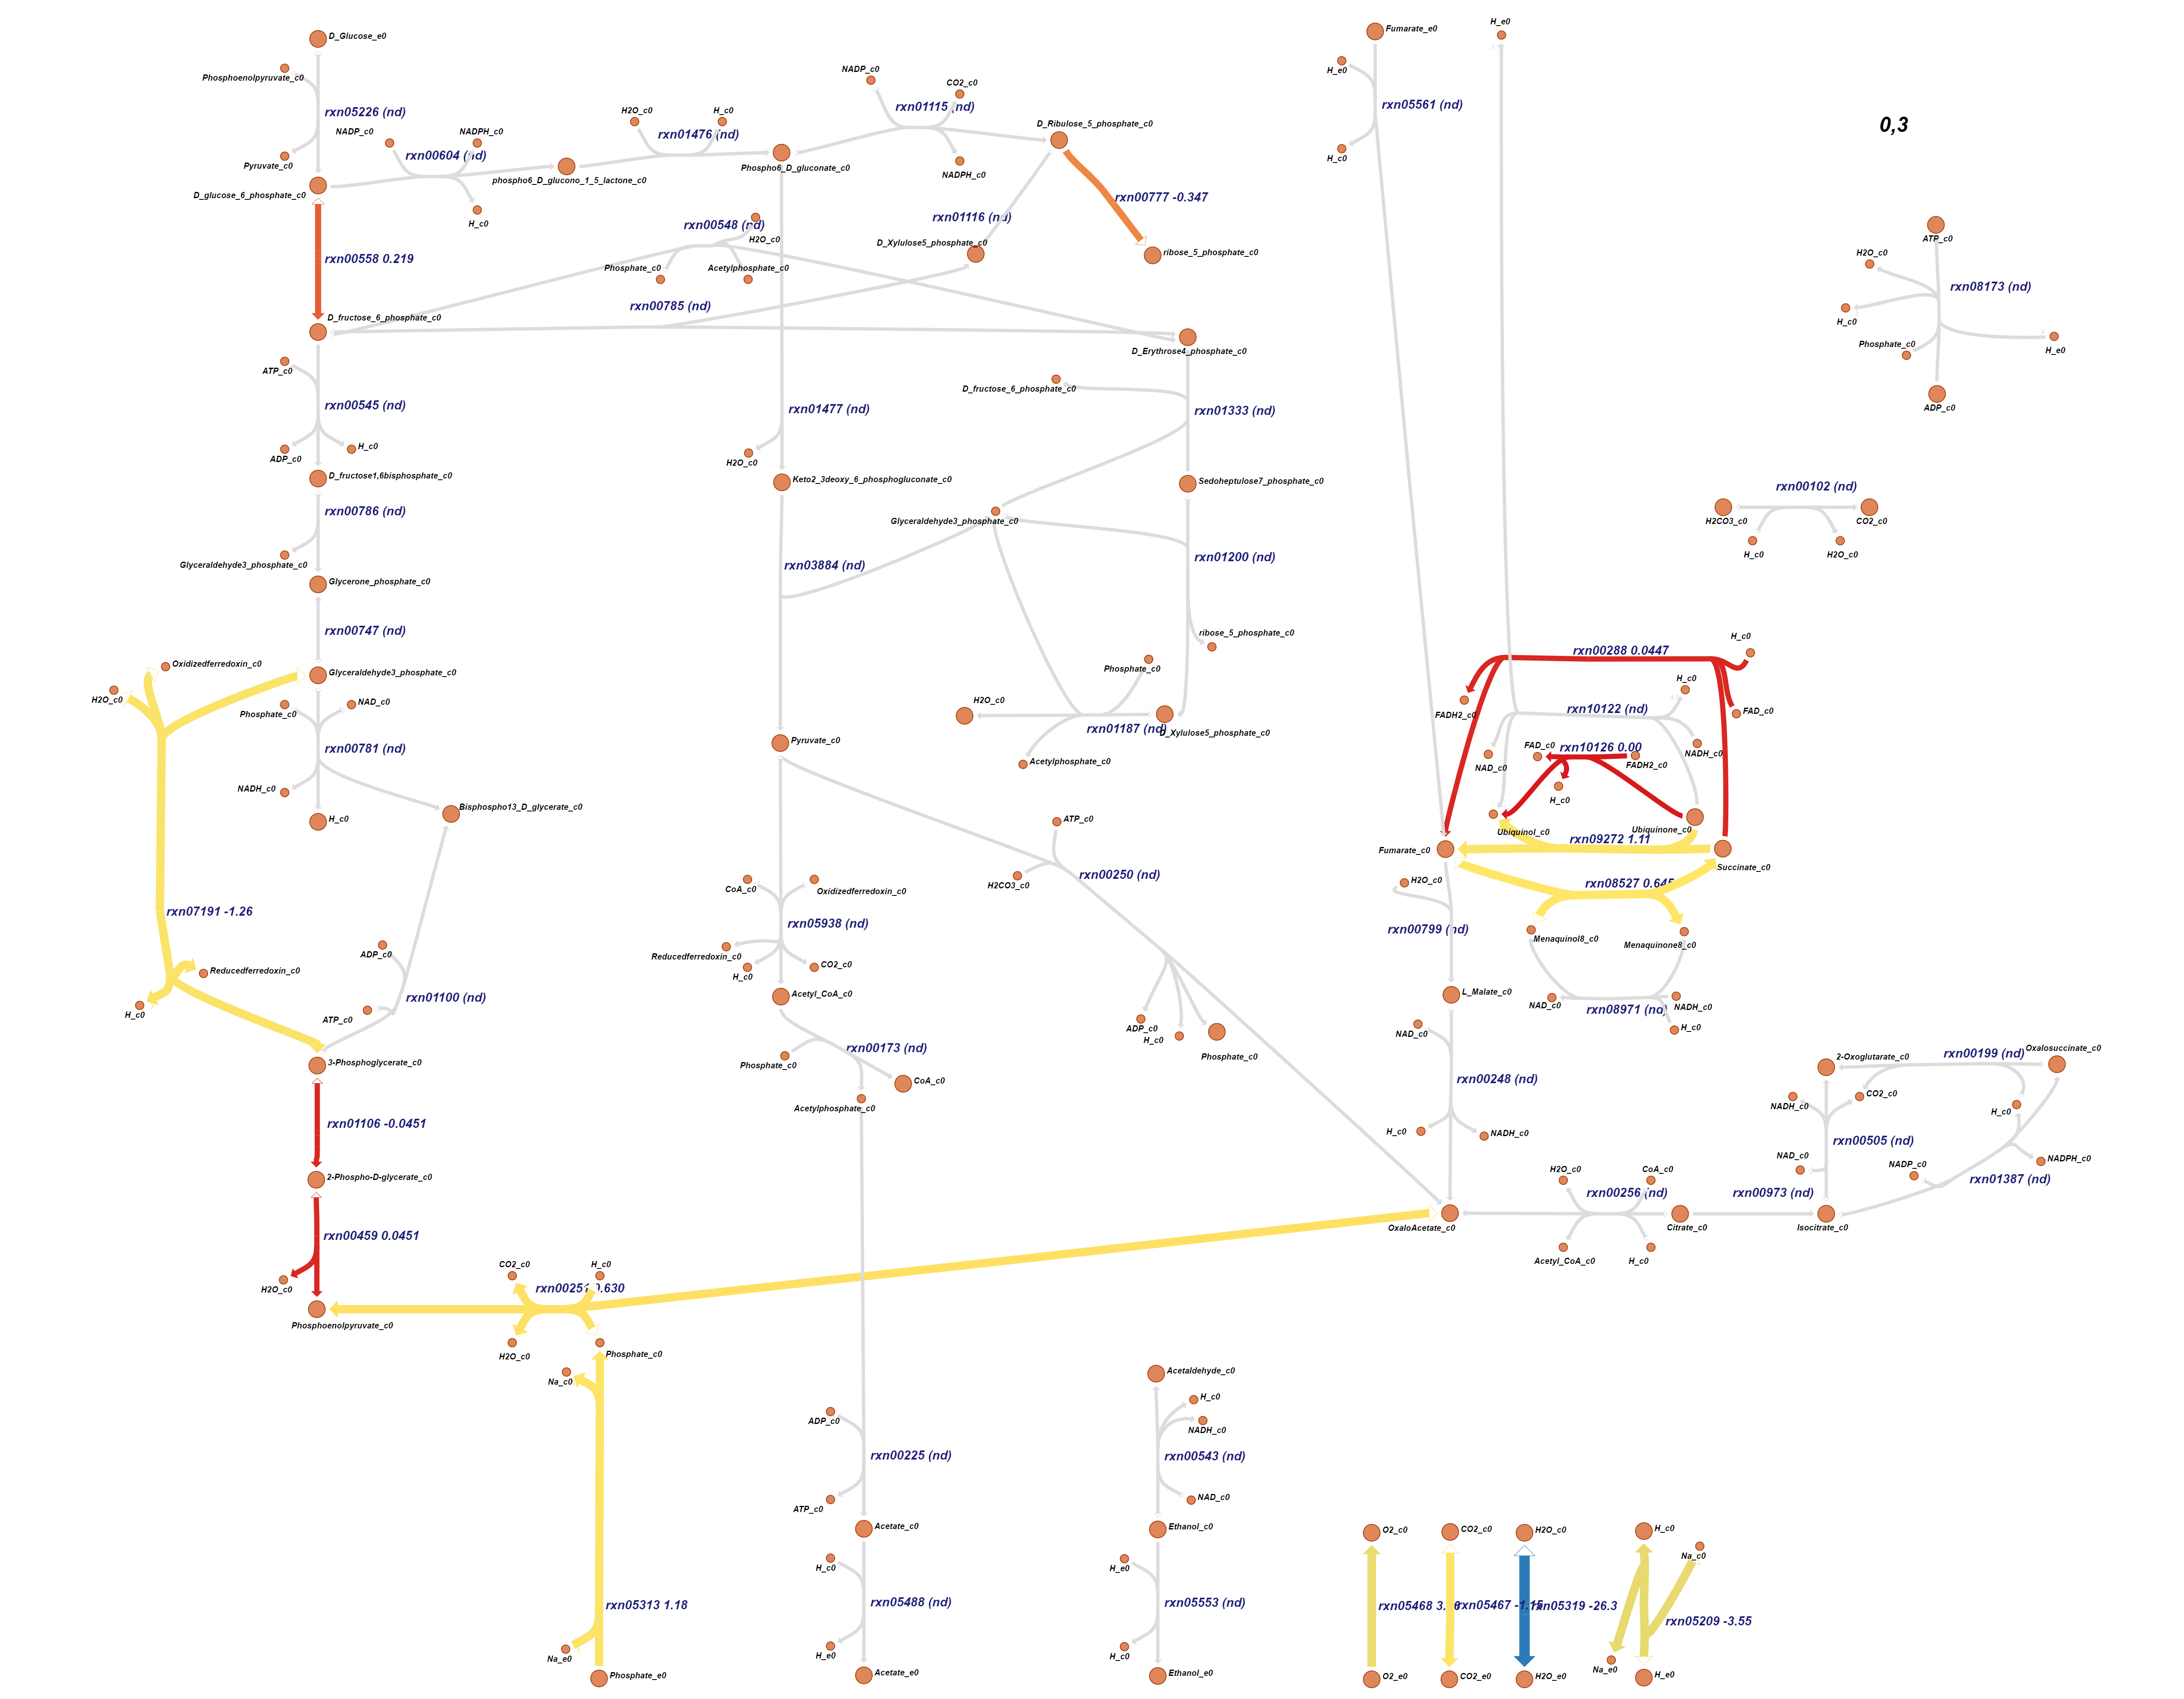 D_Glucose_e0
Phosphoenolpyruvate_c0
rxn05226 (nd)
Pyruvate_c0
D_glucose_6_phosphate_c0
NADP_c0
NADPH_c0
rxn00604 (nd)
H_c0
phospho6_D_glucono_1_5_lactone_c0
H2O_c0
H_c0
rxn01476 (nd)
Phospho6_D_gluconate_c0
NADP_c0
CO2_c0
rxn01115 (nd)
NADPH_c0
D_Ribulose_5_phosphate_c0
rxn00777 -0.347
ribose_5_phosphate_c0
rxn01116 (nd)
D_Xylulose5_phosphate_c0
rxn00548 (nd)
H2O_c0
Phosphate_c0
Acetylphosphate_c0
rxn00785 (nd)
rxn00558 0.219
D_fructose_6_phosphate_c0
D_Erythrose4_phosphate_c0
ATP_c0
rxn00545 (nd)
ADP_c0
H_c0
D_fructose1,6bisphosphate_c0
rxn00786 (nd)
Glyceraldehyde3_phosphate_c0
Glycerone_phosphate_c0
rxn00747 (nd)
Glyceraldehyde3_phosphate_c0
Oxidizedferredoxin_c0
H2O_c0
Phosphate_c0
NAD_c0
rxn00781 (nd)
NADH_c0
H_c0
Bisphospho13_D_glycerate_c0
rxn07191 -1.26
Reducedferredoxin_c0
H_c0
ADP_c0
rxn01100 (nd)
ATP_c0
3-Phosphoglycerate_c0
rxn01106 -0.0451
2-Phospho-D-glycerate_c0
rxn00459 0.0451
H2O_c0
Phosphoenolpyruvate_c0
CO2_c0
H_c0
rxn00251 0.630
H2O_c0
Phosphate_c0
Na_c0
rxn05313 1.18
Na_e0
Phosphate_e0
rxn01477 (nd)
H2O_c0
Keto2_3deoxy_6_phosphogluconate_c0
rxn03884 (nd)
D_fructose_6_phosphate_c0
rxn01333 (nd)
Sedoheptulose7_phosphate_c0
Glyceraldehyde3_phosphate_c0
rxn01200 (nd)
ribose_5_phosphate_c0
Phosphate_c0
H2O_c0
rxn01187 (nd)
D_Xylulose5_phosphate_c0
Acetylphosphate_c0
Pyruvate_c0
ATP_c0
H2CO3_c0
rxn00250 (nd)
ADP_c0
H_c0
Phosphate_c0
CoA_c0
Oxidizedferredoxin_c0
rxn05938 (nd)
Reducedferredoxin_c0
H_c0
CO2_c0
Acetyl_CoA_c0
Phosphate_c0
rxn00173 (nd)
CoA_c0
Acetylphosphate_c0
ADP_c0
rxn00225 (nd)
ATP_c0
Acetate_c0
H_c0
rxn05488 (nd)
H_e0
Acetate_e0
Acetaldehyde_c0
H_c0
NADH_c0
rxn00543 (nd)
NAD_c0
Ethanol_c0
H_e0
rxn05553 (nd)
H_c0
Ethanol_e0
Fumarate_e0
H_e0
rxn05561 (nd)
H_c0
H_e0
0,3
ATP_c0
H2O_c0
rxn08173 (nd)
H_c0
Phosphate_c0
H_e0
ADP_c0
rxn00102 (nd)
H2CO3_c0
CO2_c0
H_c0
H2O_c0
rxn00288 0.0447
H_c0
FADH2_c0
FAD_c0
H_c0
rxn10122 (nd)
NAD_c0
NADH_c0
FAD_c0
rxn10126 0.00
FADH2_c0
H_c0
Ubiquinol_c0
Ubiquinone_c0
rxn09272 1.11
Fumarate_c0
Succinate_c0
rxn08527 0.645
Menaquinol8_c0
Menaquinone8_c0
NAD_c0
rxn08971 (nd)
NADH_c0
H_c0
H2O_c0
rxn00799 (nd)
L_Malate_c0
NAD_c0
rxn00248 (nd)
H_c0
NADH_c0
OxaloAcetate_c0
H2O_c0
CoA_c0
rxn00256 (nd)
Acetyl_CoA_c0
H_c0
Citrate_c0
rxn00973 (nd)
Isocitrate_c0
2-Oxoglutarate_c0
rxn00199 (nd)
Oxalosuccinate_c0
NADH_c0
CO2_c0
H_c0
rxn00505 (nd)
NAD_c0
NADP_c0
NADPH_c0
rxn01387 (nd)
O2_c0
rxn05468
O2_e0
CO2_c0
rxn05467
CO2_e0
H2O_c0
rxn05319 -26.3
H2O_e0
H_c0
Na_c0
rxn05209 -3.55
Na_e0
H_e0